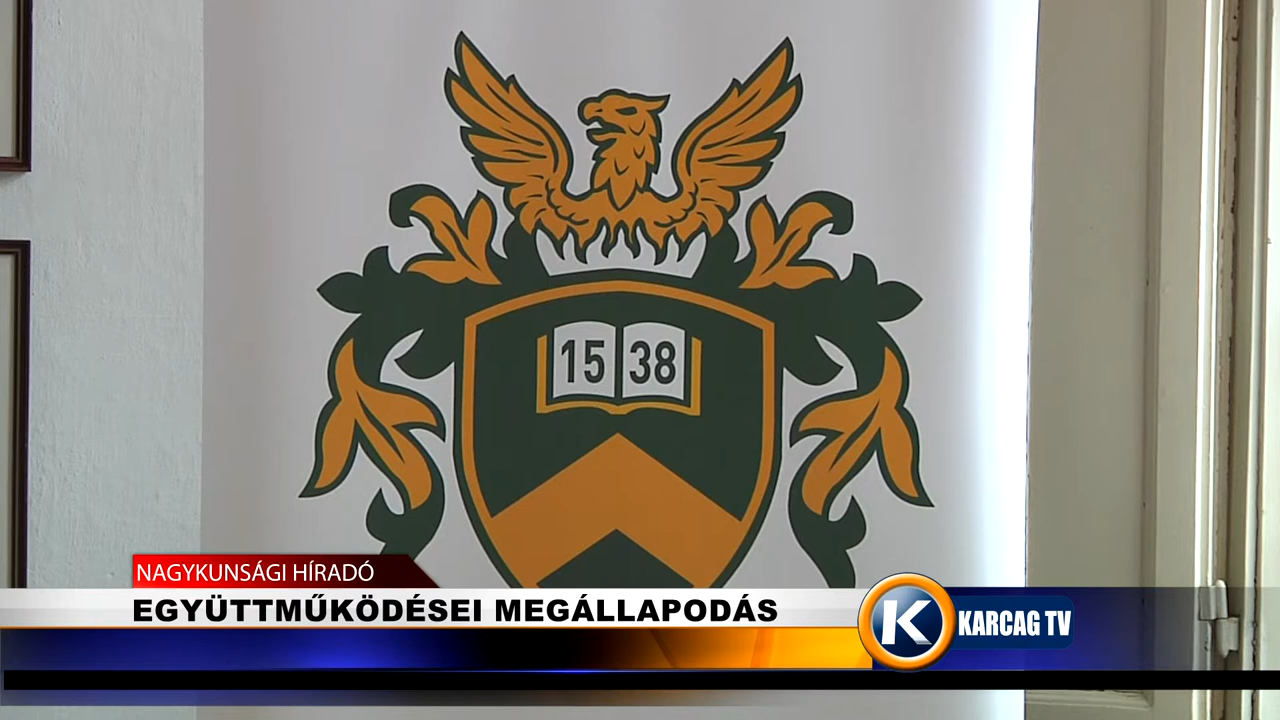 15 38
NAGYKUNSÁGI HÍRADÓ
EGYÜTTMŰKÖDÉSEI MEGÁLLAPODÁS
K KARCAG TV